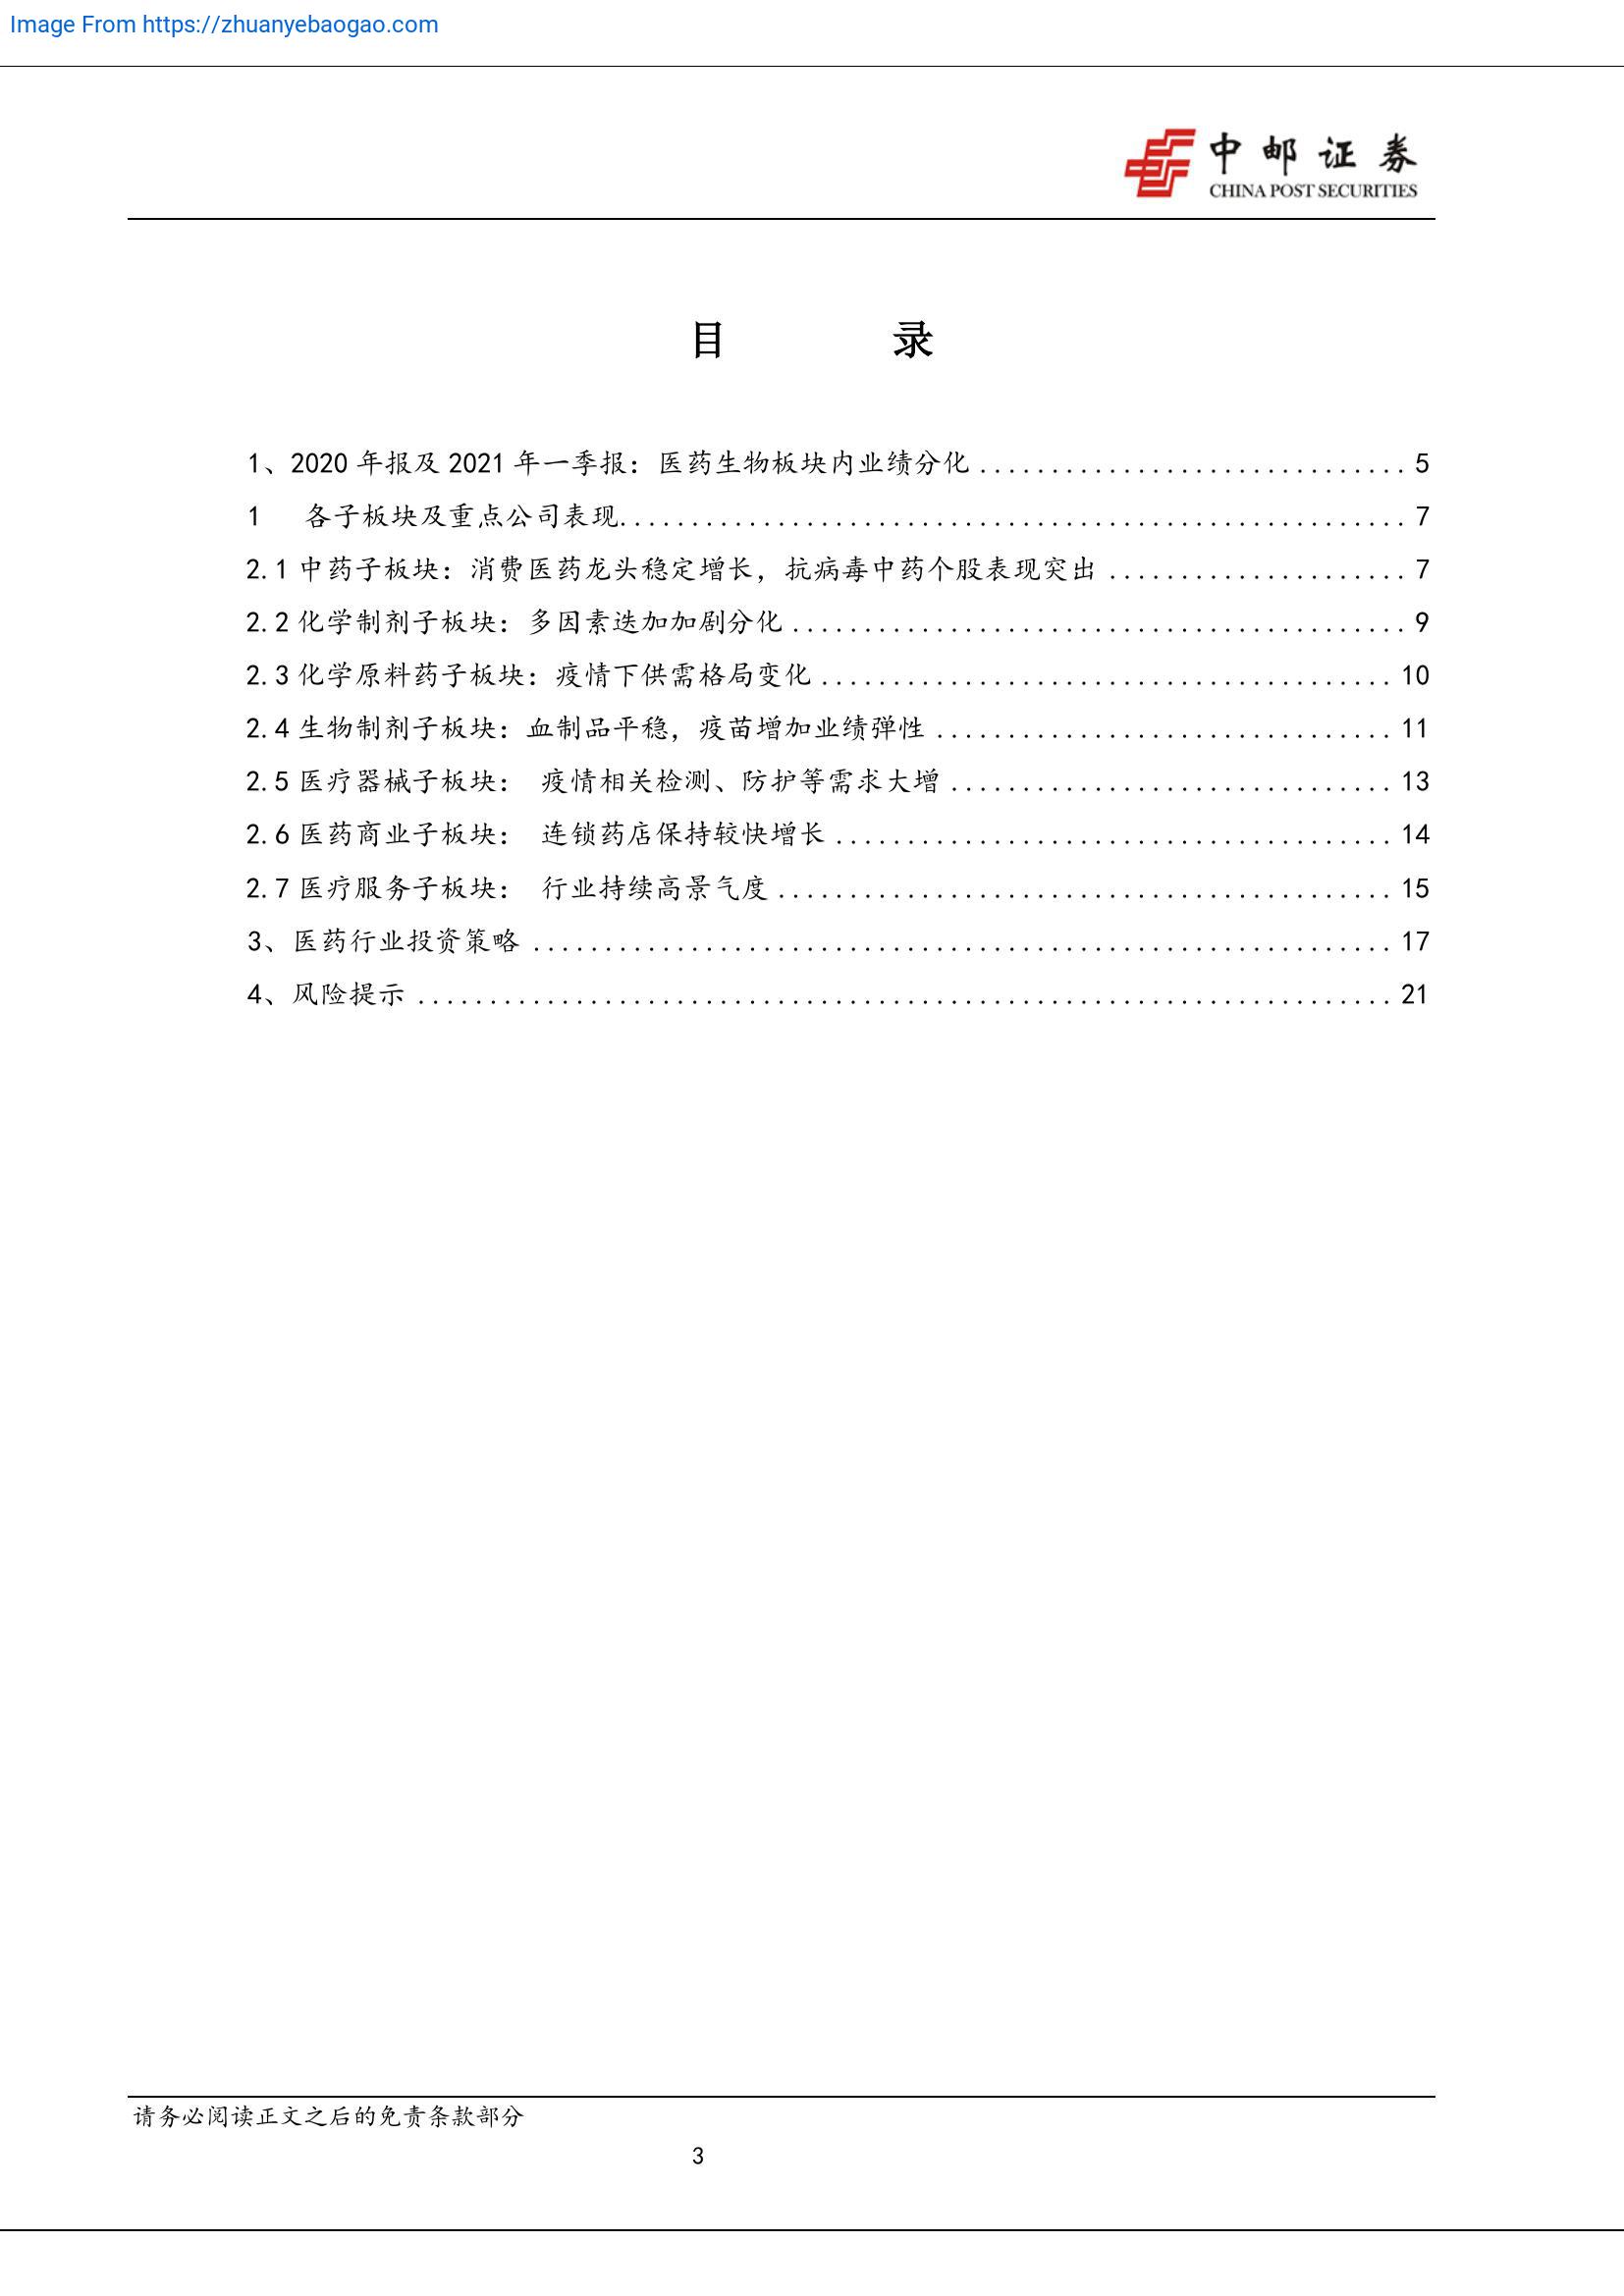 Image From https://zhuanyebaogao.com
中邮证券
CHINA POST SECURITIES
目 录
1、2020 年报及 2021 年一季报：医药生物板块内业绩分化 .............................. 5
1 各子板块及重点公司表现....................................................... 7
2.1 中药子板块：消费医药龙头稳定增长，抗病毒中药个股表现突出 ..................... 7
2.2 化学制剂子板块：多因素迭加加剧分化 ........................................... 9
2.3 化学原料药子板块：疫情下供需格局变化 ........................................ 10
2.4 生物制剂子板块：血制品平稳，疫苗增加业绩弹性 ................................ 11
2.5 医疗器械子板块： 疫情相关检测、防护等需求大增 ............................... 13
2.6 医药商业子板块： 连锁药店保持较快增长 ....................................... 14
2.7 医疗服务子板块： 行业持续高景气度 ........................................... 15
3、医药行业投资策略 ............................................................ 17
4、风险提示 .................................................................... 21
请务必阅读正文之后的免责条款部分
3